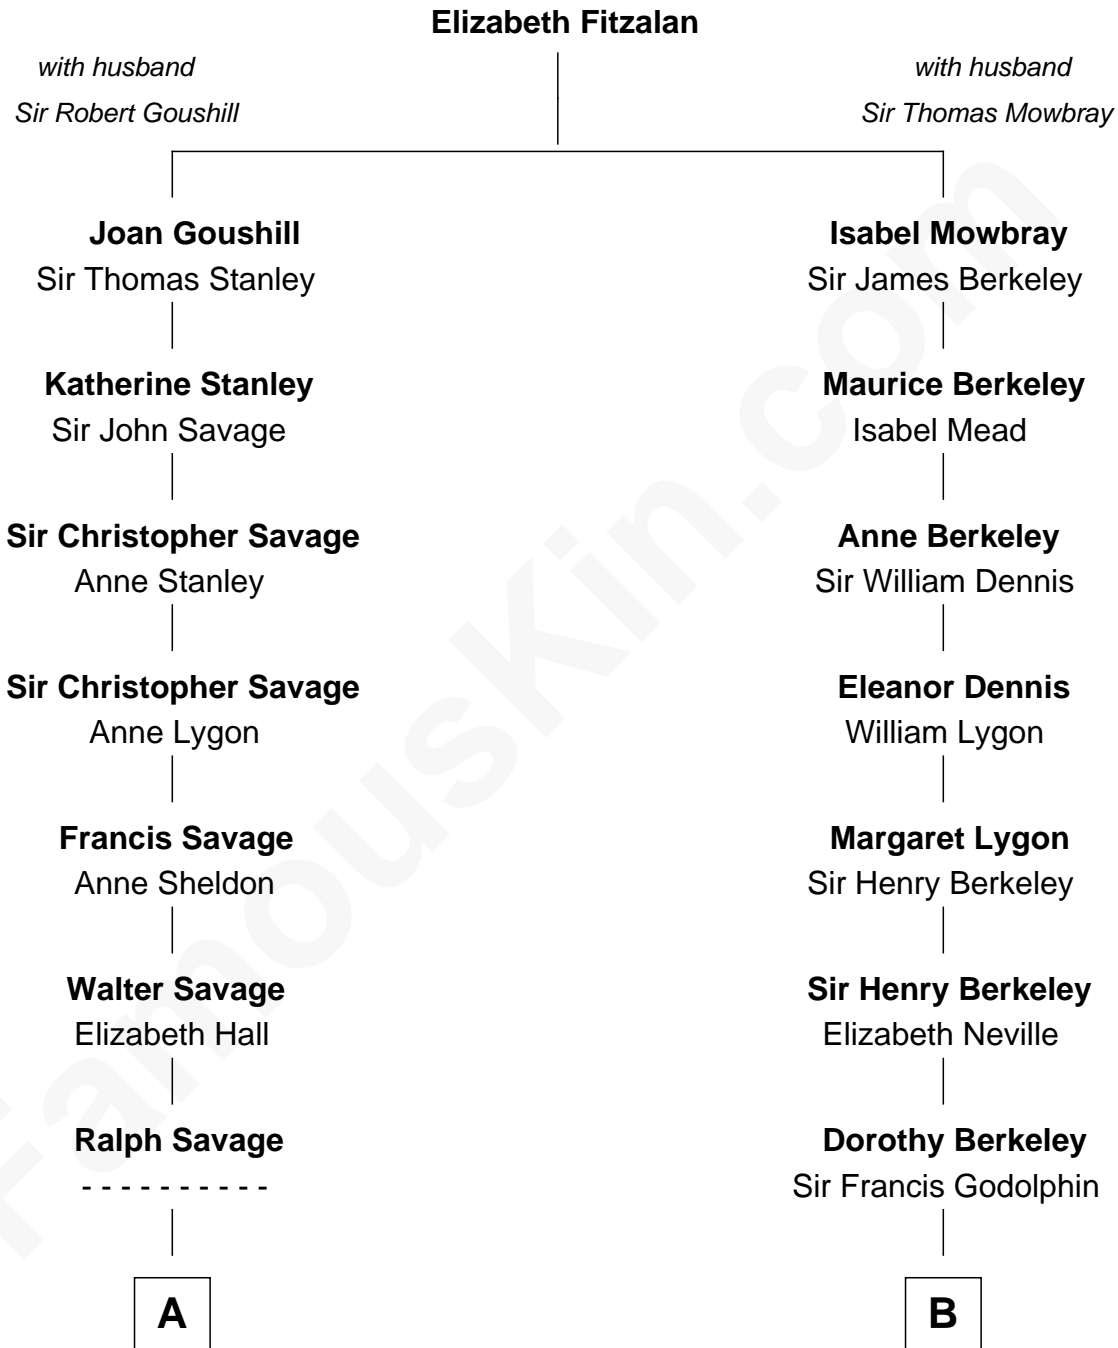 Elizabeth Fitzalan
with husband
Sir Robert Goushill
with husband
Sir Thomas Mowbray
Joan Goushill
Sir Thomas Stanley
Isabel Mowbray
Sir James Berkeley
Katherine Stanley
Sir John Savage
Maurice Berkeley
Isabel Mead
Sir Christopher Savage
Anne Stanley
Anne Berkeley
Sir William Dennis
Sir Christopher Savage
Anne Lygon
Eleanor Dennis
William Lygon
Francis Savage
Anne Sheldon
Margaret Lygon
Sir Henry Berkeley
Walter Savage
Elizabeth Hall
Sir Henry Berkeley
Elizabeth Neville
Ralph Savage
- - - - - - - - - -
Dorothy Berkeley
Sir Francis Godolphin
A
B
FamousKin.com